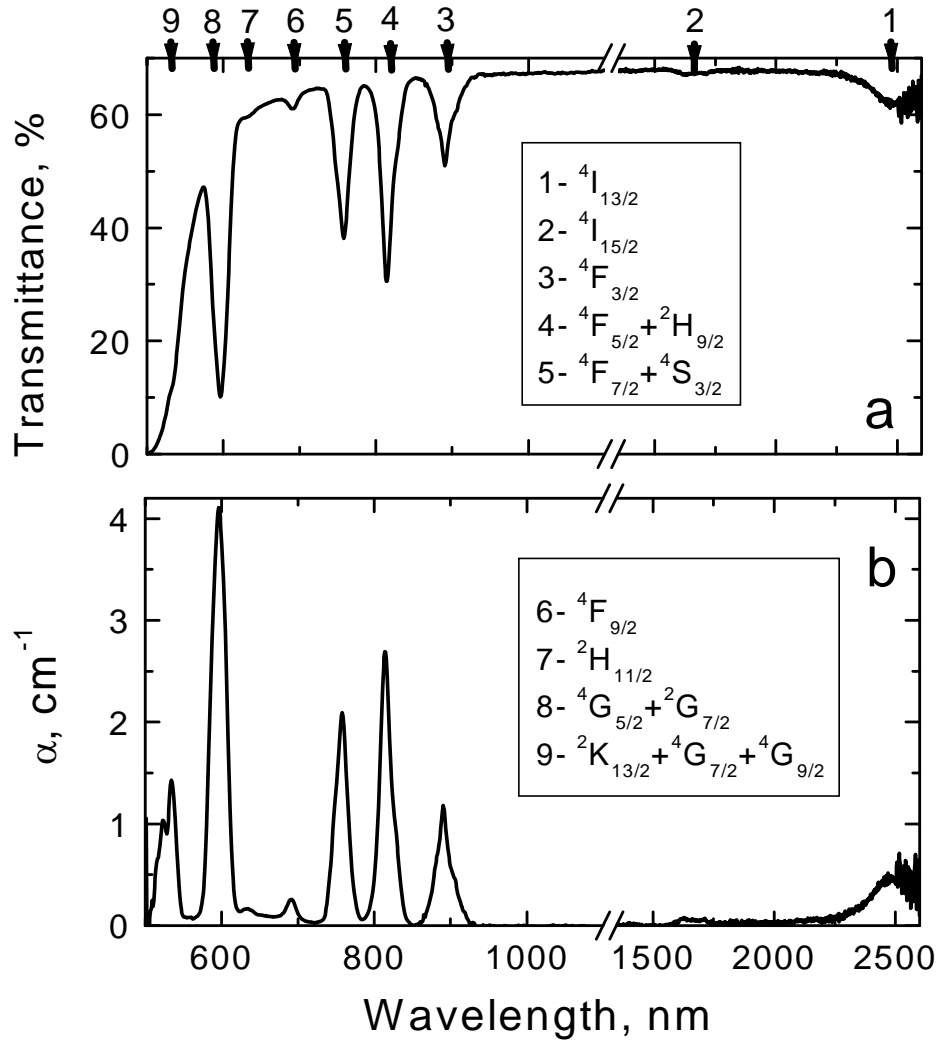 9 8 7 6 5 4 3 2 1
Transmittance, %
60
40
20
0
1- ⁴I₁₃/₂
2- ⁴I₁₅/₂
3- ⁴F₃/₂
4- ⁴F₅/₂+²H₉/₂
5- ⁴F₇/₂+⁴S₃/₂
a
α, cm⁻¹
4
3
2
1
0
b
6- ⁴F₉/₂
7- ²H₁₁/₂
8- ⁴G₅/₂+²G₇/₂
9- ²K₁₃/₂+⁴G₇/₂+⁴G₉/₂
600 800 1000 1500 2000 2500
Wavelength, nm